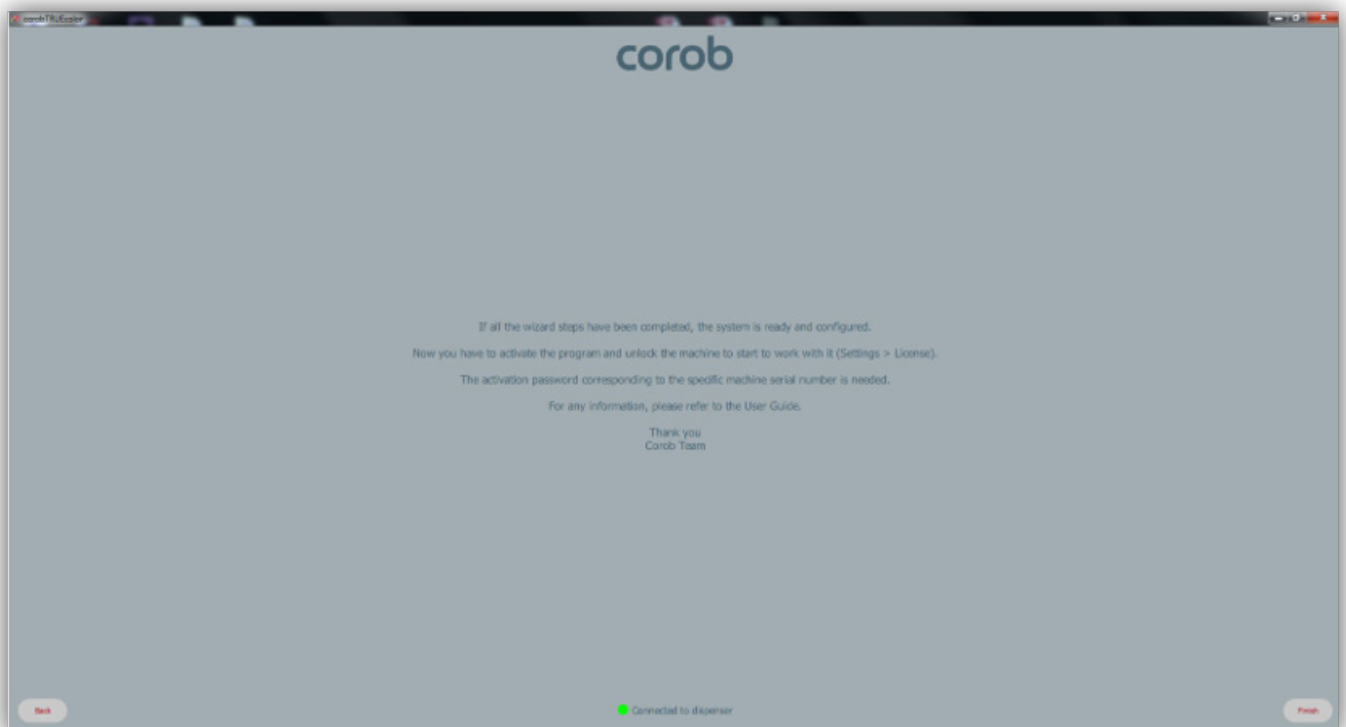 corobTRUEcolor
corob
If all the wizard steps have been completed, the system is ready and configured.
Now you have to activate the program and unlock the machine to start to work with it (Settings > License).
The activation password corresponding to the specific machine serial number is needed.
For any information, please refer to the User Guide.
Thank you
Corob Team
Back
Connected to dispenser
Finish